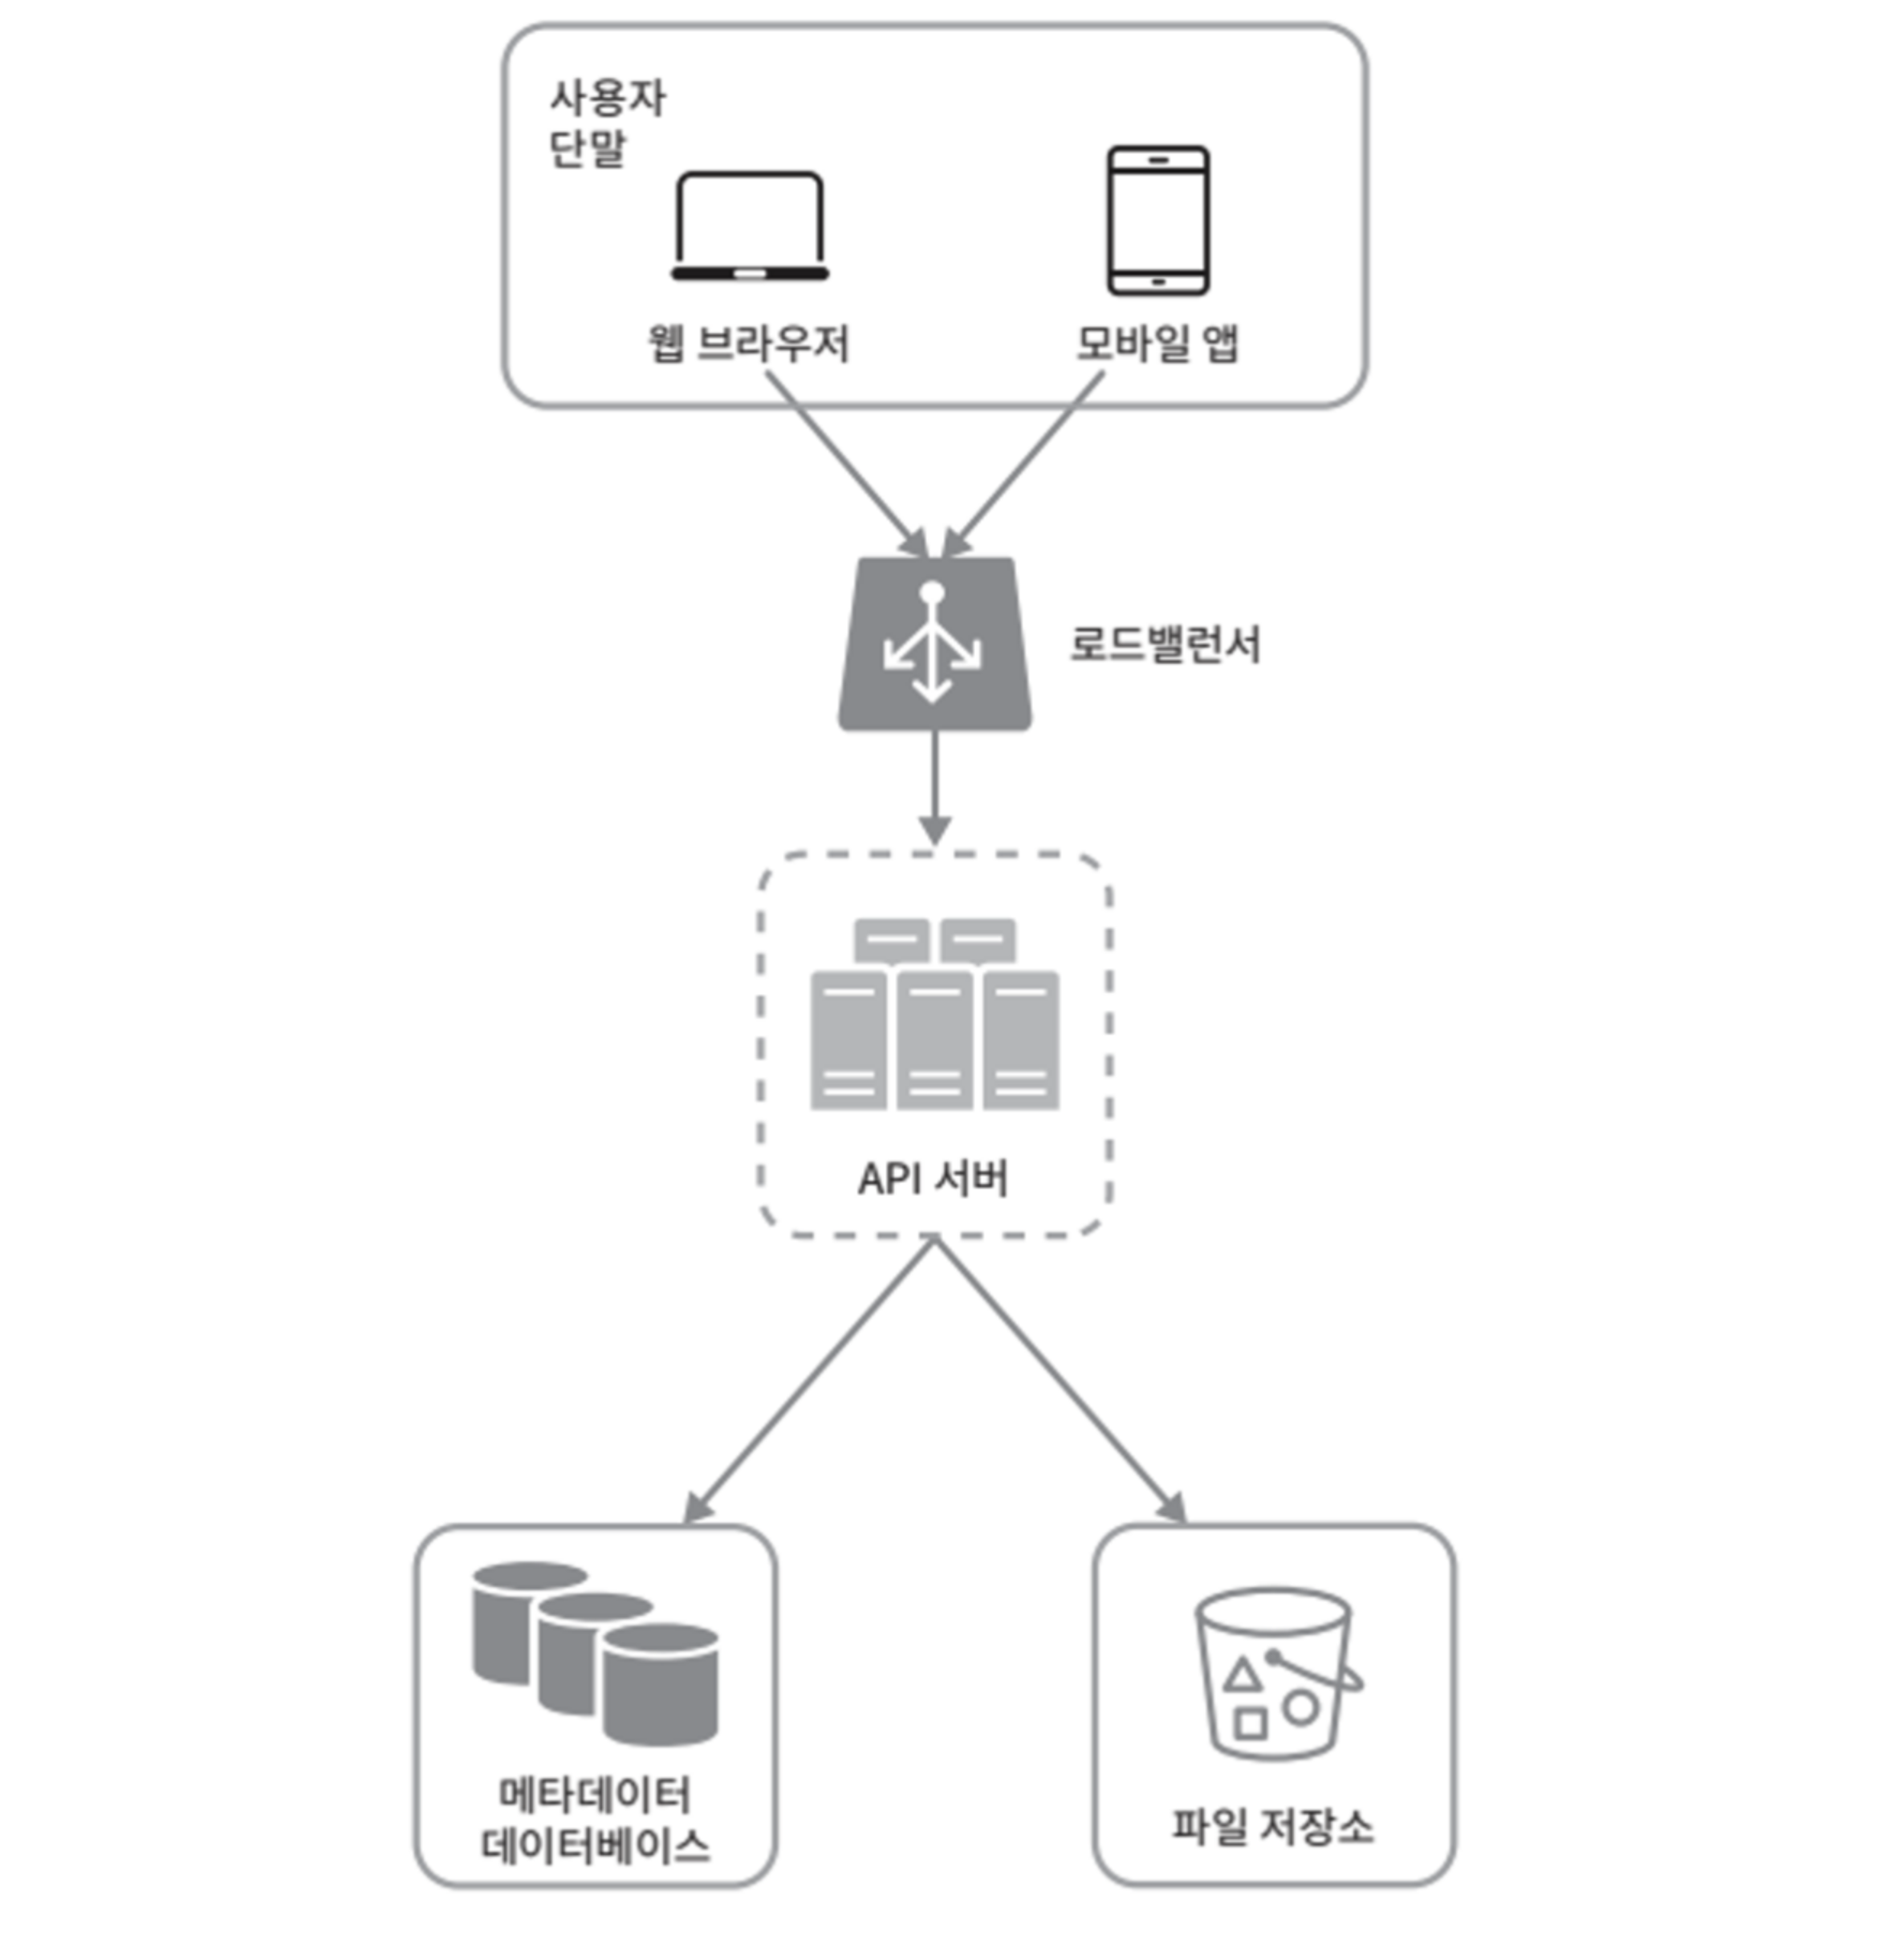 사용자
단말
웹 브라우저
모바일 앱
로드밸런서
API 서버
메타데이터
데이터베이스
파일 저장소